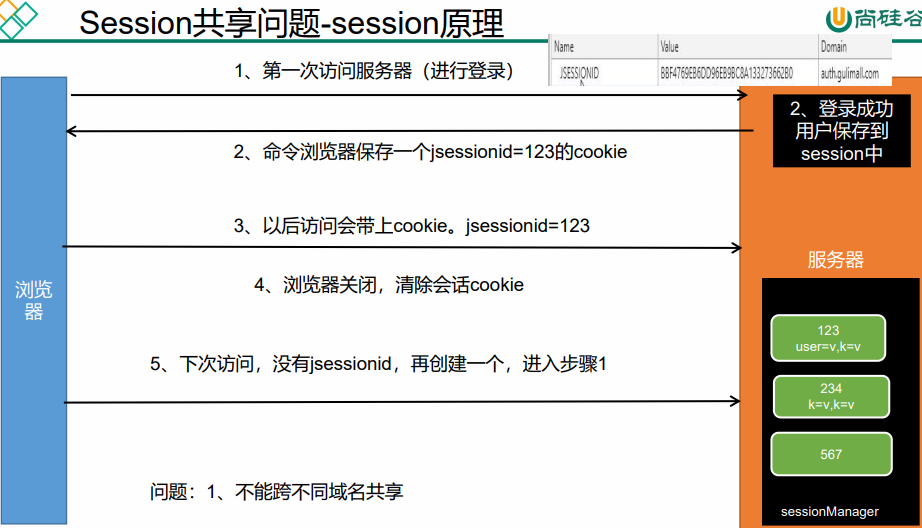 Session共享问题-session原理
尚硅谷
Name Value Domain
JSESSIONID auth.gulimall.com
1、第一次访问服务器（进行登录）
2、登录成功
用户保存到
session中
2、命令浏览器保存一个jsessionid=123的cookie
3、以后访问会带上cookie。jsessionid=123
服务器
4、浏览器关闭，清除会话cookie
浏览
器
123
user=v,k=v
5、下次访问，没有jsessionid，再创建一个，进入步骤1
234
k=v,k=v
567
问题：1、不能跨不同域名共享
sessionManager